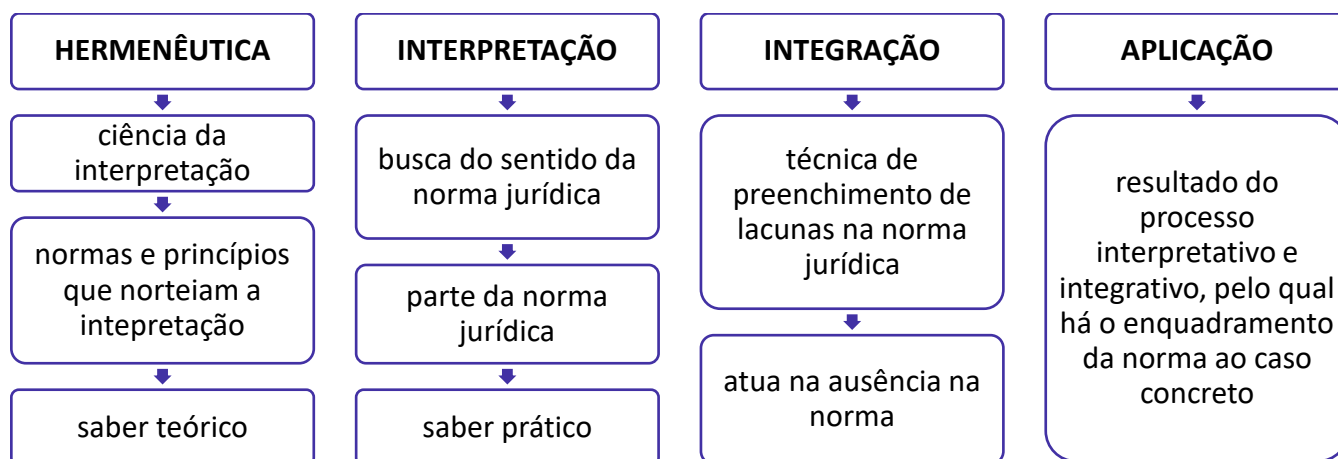 HERMENÊUTICA
ciência da
interpretação
normas e princípios
que norteiam a
intepretação
saber teórico
INTERPRETAÇÃO
busca do sentido da
norma jurídica
parte da norma
jurídica
saber prático
INTEGRAÇÃO
técnica de
preenchimento de
lacunas na norma
jurídica
atua na ausência na
norma
APLICAÇÃO
resultado do
processo
interpretativo e
integrativo, pelo qual
há o enquadramento
da norma ao caso
concreto